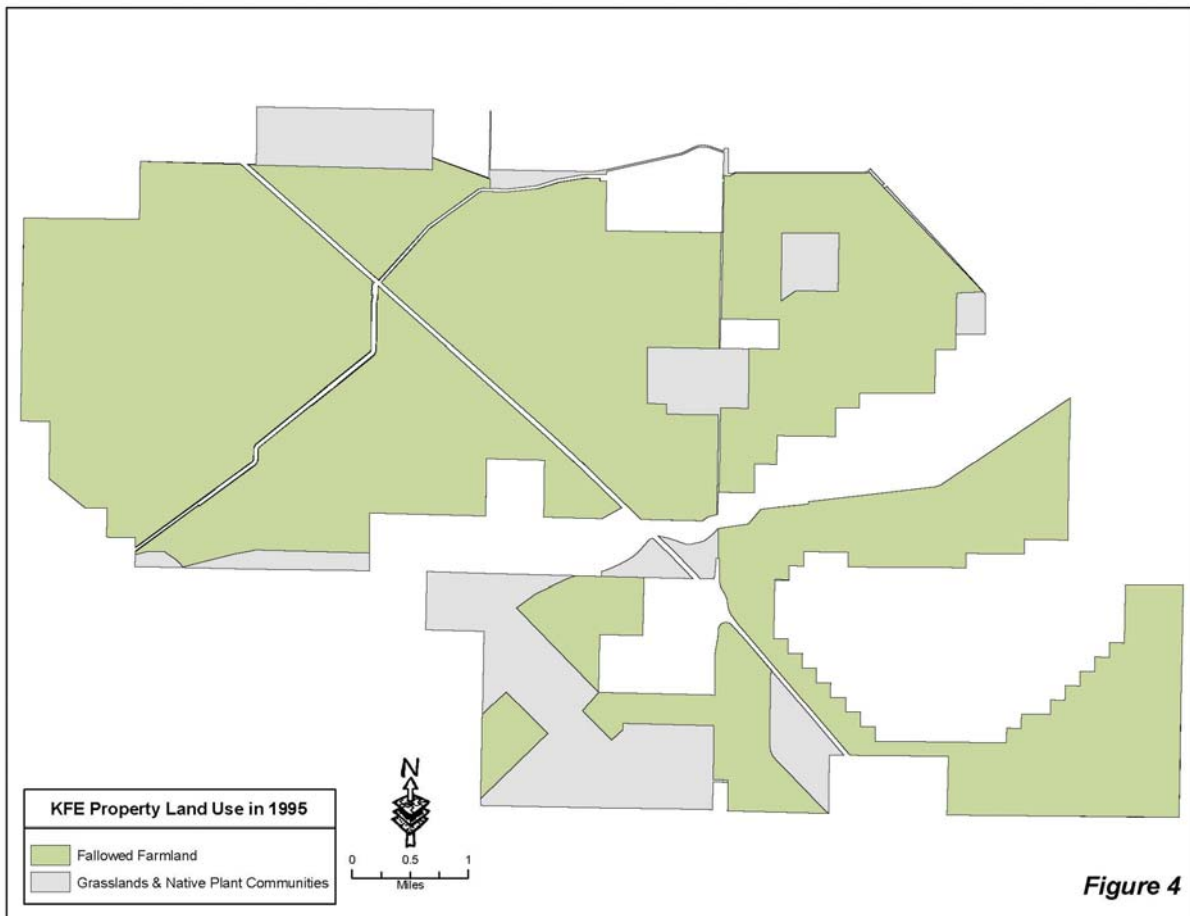 KFE Property Land Use in 1995
Fallowed Farmland
Grasslands & Native Plant Communities
N
0 0.5 1
Miles
Figure 4